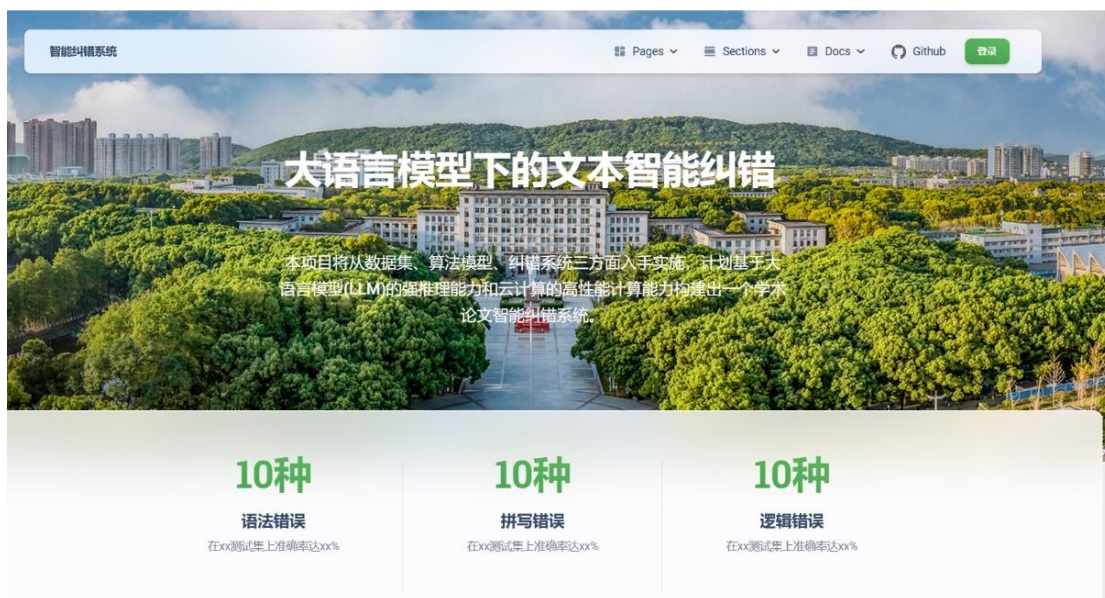 智能纠错系统
Pages
Sections
Docs
Github
登录
大语言模型下的文本智能纠错
本项目将从数据集、算法模型、纠错系统三方面入手实施，计划基于大
语言模型(LLM)的强推理能力和云计算的高性能计算能力构建出一个学术
论文智能纠错系统。
10种
语法错误
在xx测试集上准确率达xx%
10种
拼写错误
在xx测试集上准确率达xx%
10种
逻辑错误
在xx测试集上准确率达xx%